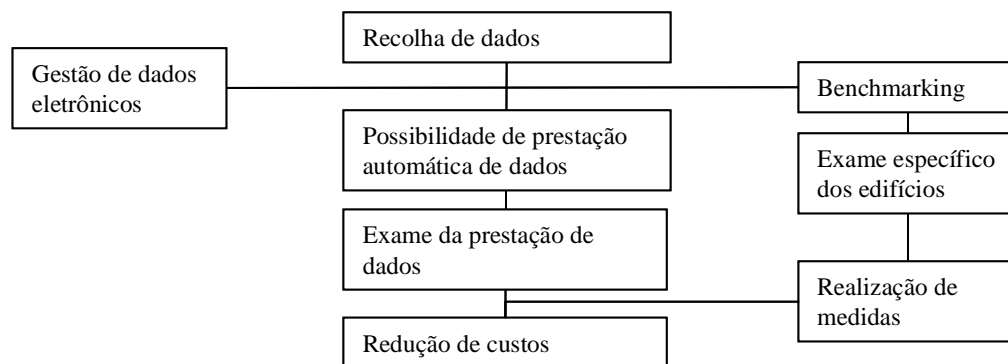 Recolha de dados
Gestão de dados
eletrônicos
Benchmarking
Possibilidade de prestação
automática de dados
Exame específico
dos edifícios
Exame da prestação de
dados
Realização de
medidas
Redução de custos